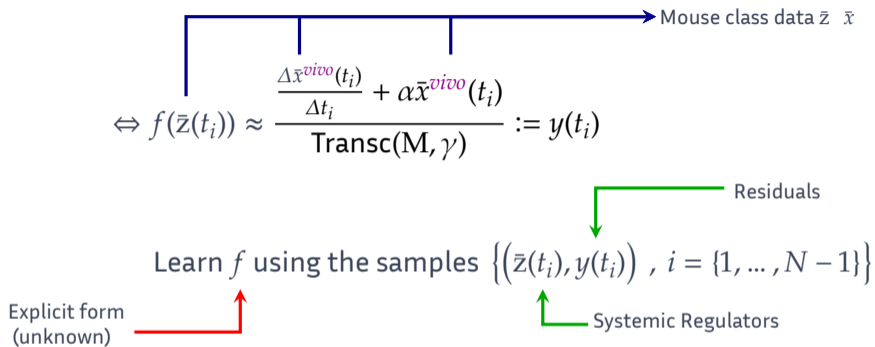 Mouse class data z̄ x̄
⇔ f(z̄(tᵢ)) ≈ (Δx̄^vivo(tᵢ)/Δtᵢ + αx̄^vivo(tᵢ)) / Transc(M, γ) := y(tᵢ)
Residuals
Learn f using the samples {(z̄(tᵢ), y(tᵢ)) , i = {1, ... , N − 1}}
Explicit form
(unknown)
Systemic Regulators